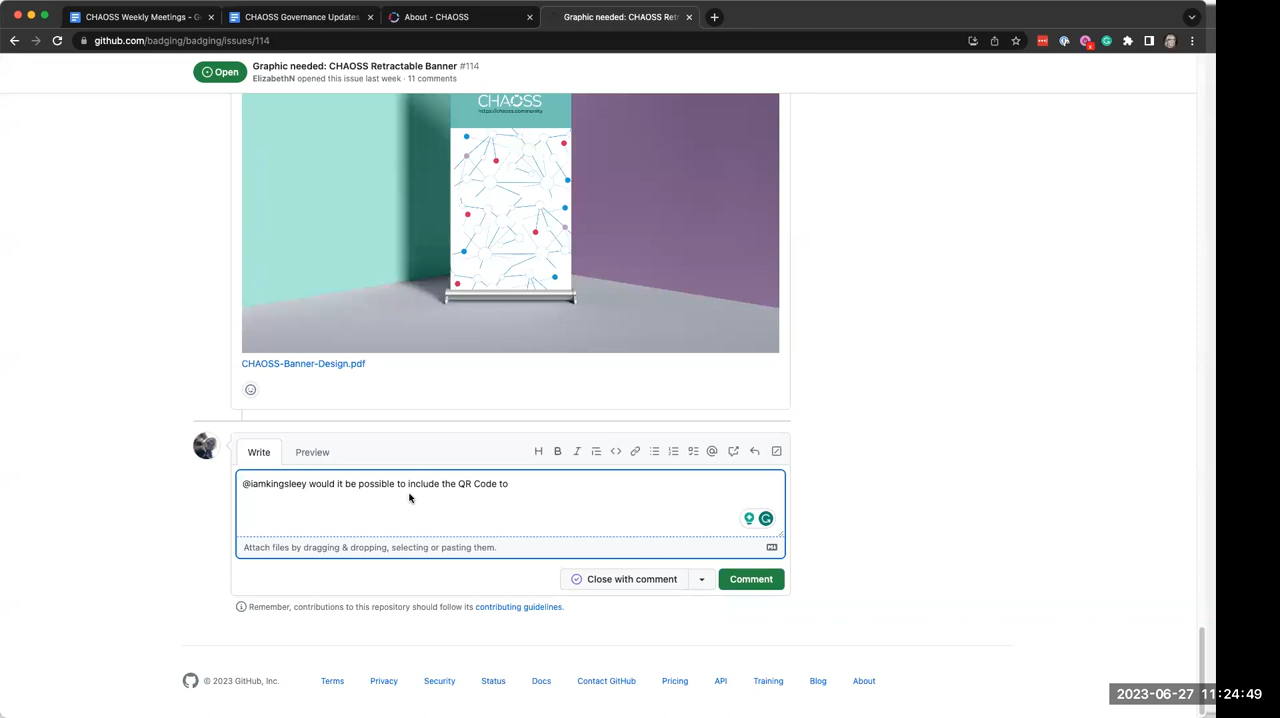 CHAOSS Weekly Meetings - G
CHAOSS Governance Updates
About - CHAOSS
Graphic needed: CHAOSS Ret
github.com/badging/badging/issues/114
Open
Graphic needed: CHAOSS Retractable Banner #114
ElizabethN opened this issue last week · 11 comments
CHAOSS
https://chaoss.community
CHAOSS-Banner-Design.pdf
Write
Preview
@iamkingsleey would it be possible to include the QR Code to
Attach files by dragging & dropping, selecting or pasting them.
Close with comment
Comment
Remember, contributions to this repository should follow its contributing guidelines.
© 2023 GitHub, Inc.
Terms
Privacy
Security
Status
Docs
Contact GitHub
Pricing
API
Training
Blog
About
2023-06-27 11:24:49